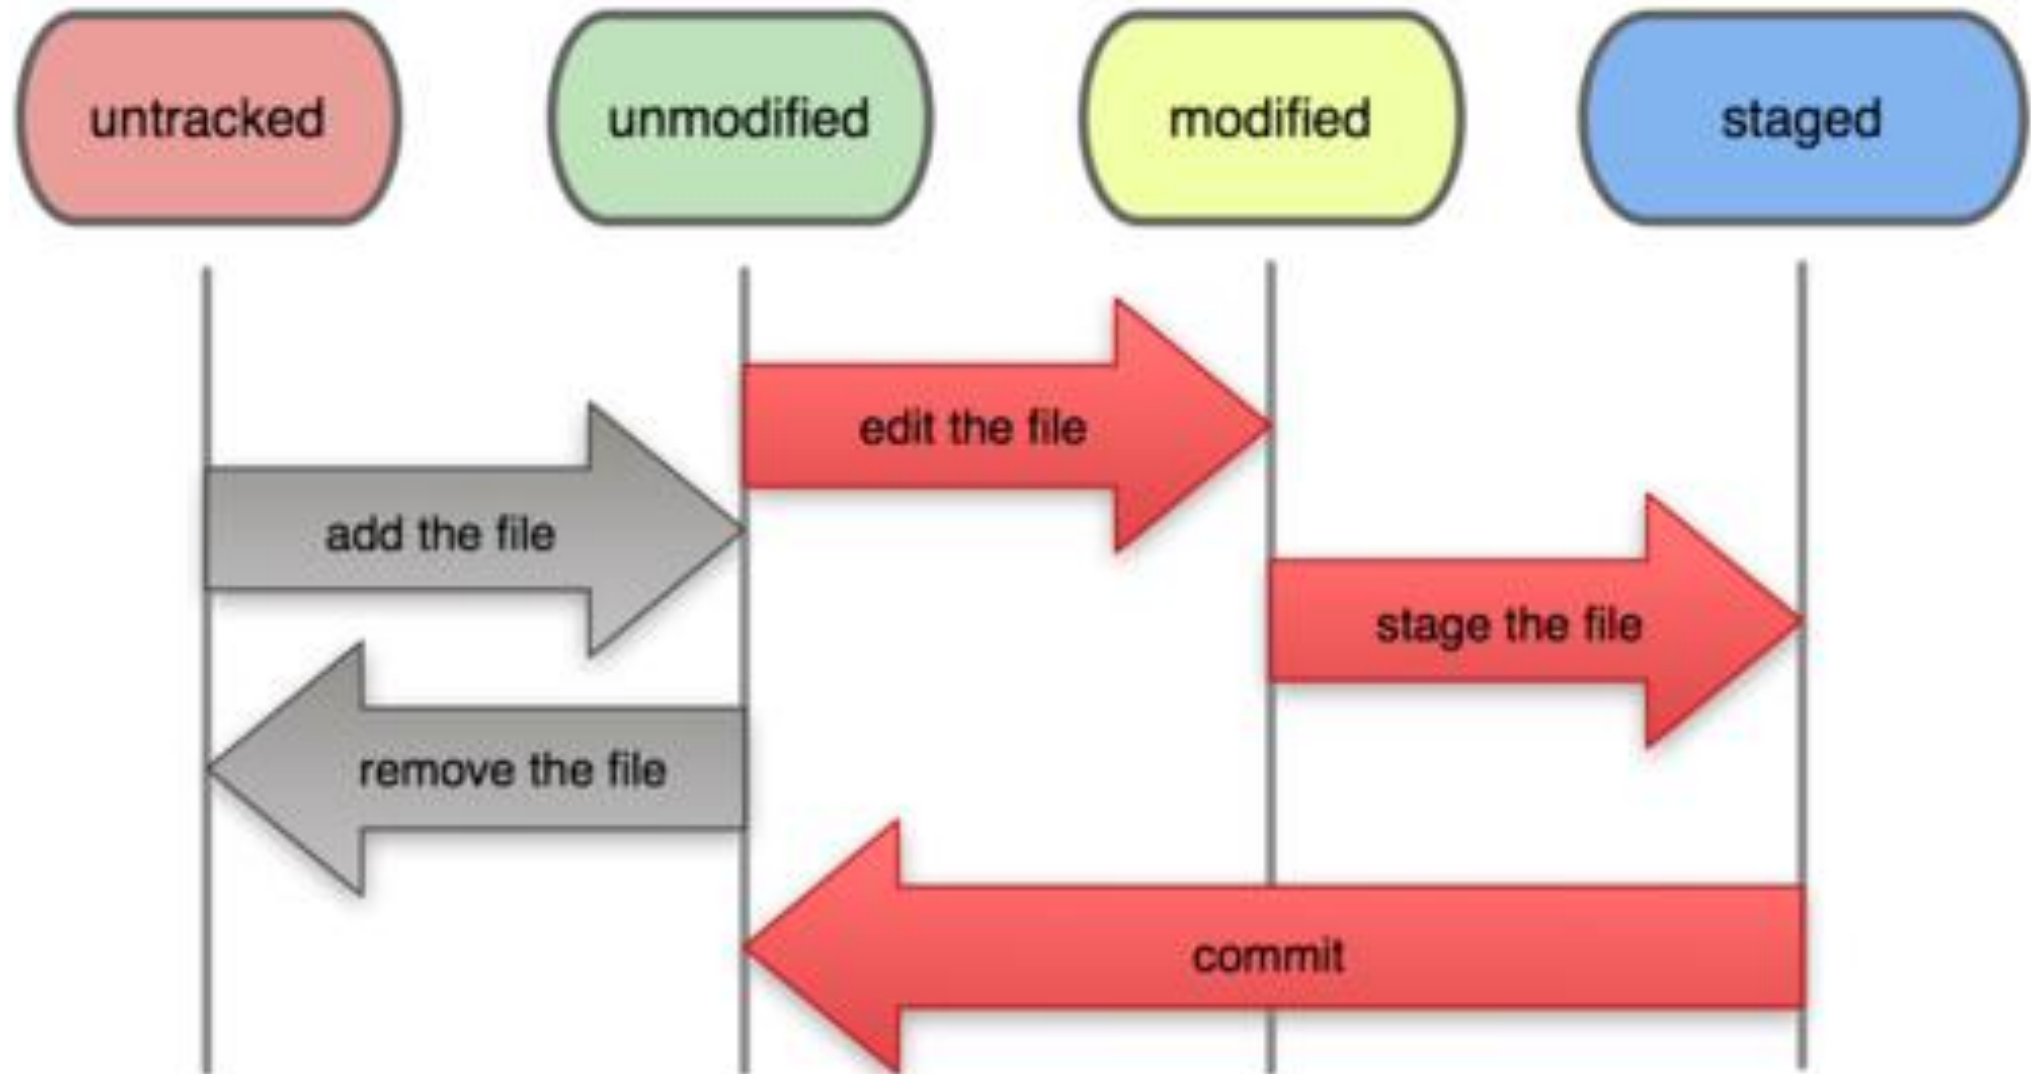 untracked
unmodified
modified
staged
edit the file
add the file
stage the file
remove the file
commit